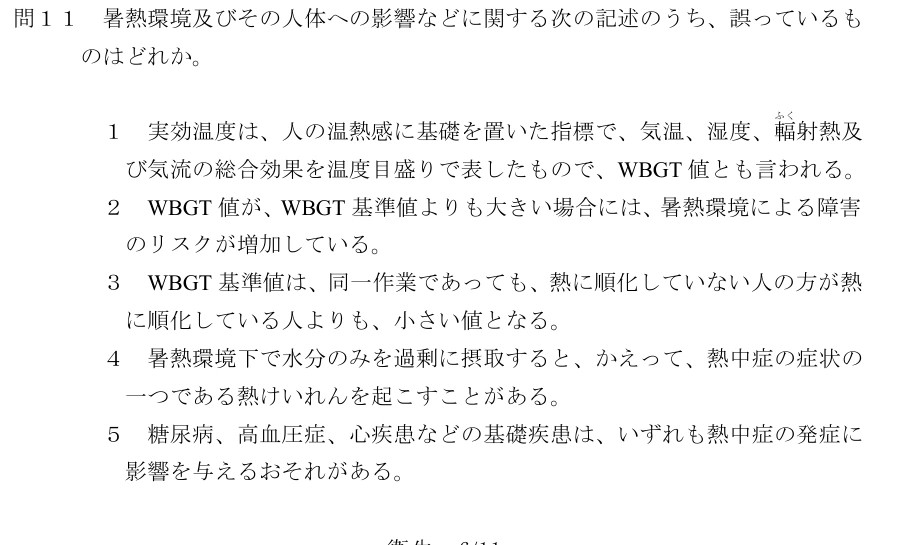 問１１　暑熱環境及びその人体への影響などに関する次の記述のうち、誤っているも
のはどれか。
ふく
１　実効温度は、人の温熱感に基礎を置いた指標で、気温、湿度、輻射熱及
び気流の総合効果を温度目盛りで表したもので、WBGT 値とも言われる。
２　WBGT 値が、WBGT 基準値よりも大きい場合には、暑熱環境による障害
のリスクが増加している。
３　WBGT 基準値は、同一作業であっても、熱に順化していない人の方が熱
に順化している人よりも、小さい値となる。
４　暑熱環境下で水分のみを過剰に摂取すると、かえって、熱中症の症状の
一つである熱けいれんを起こすことがある。
５　糖尿病、高血圧症、心疾患などの基礎疾患は、いずれも熱中症の発症に
影響を与えるおそれがある。